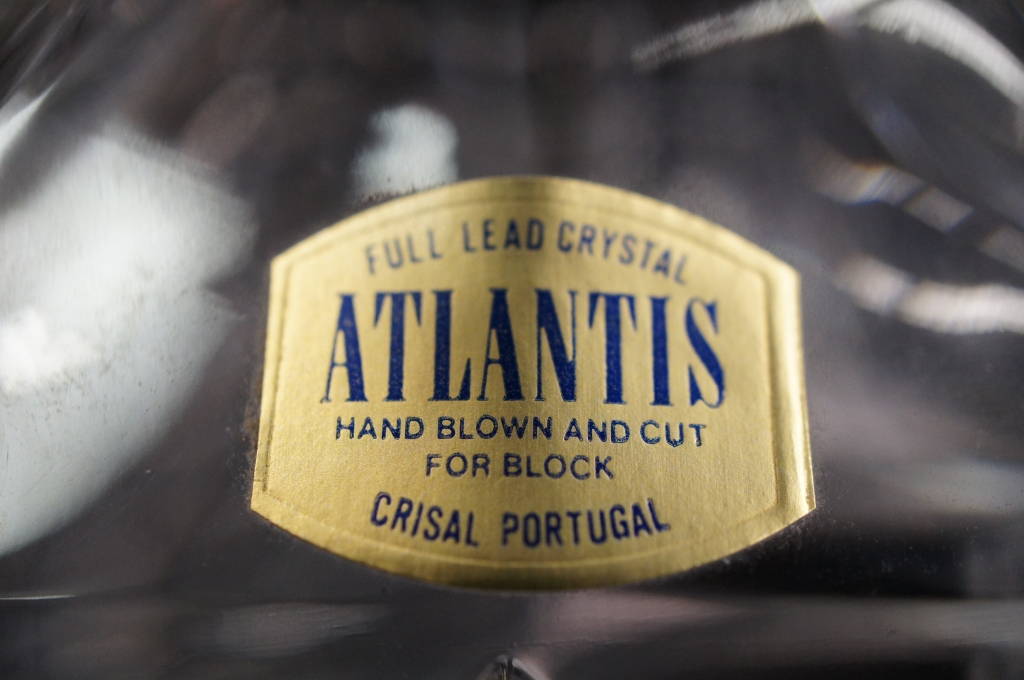 FULL LEAD CRYSTAL
ATLANTIS
HAND BLOWN AND CUT
FOR BLOCK
CRISAL PORTUGAL